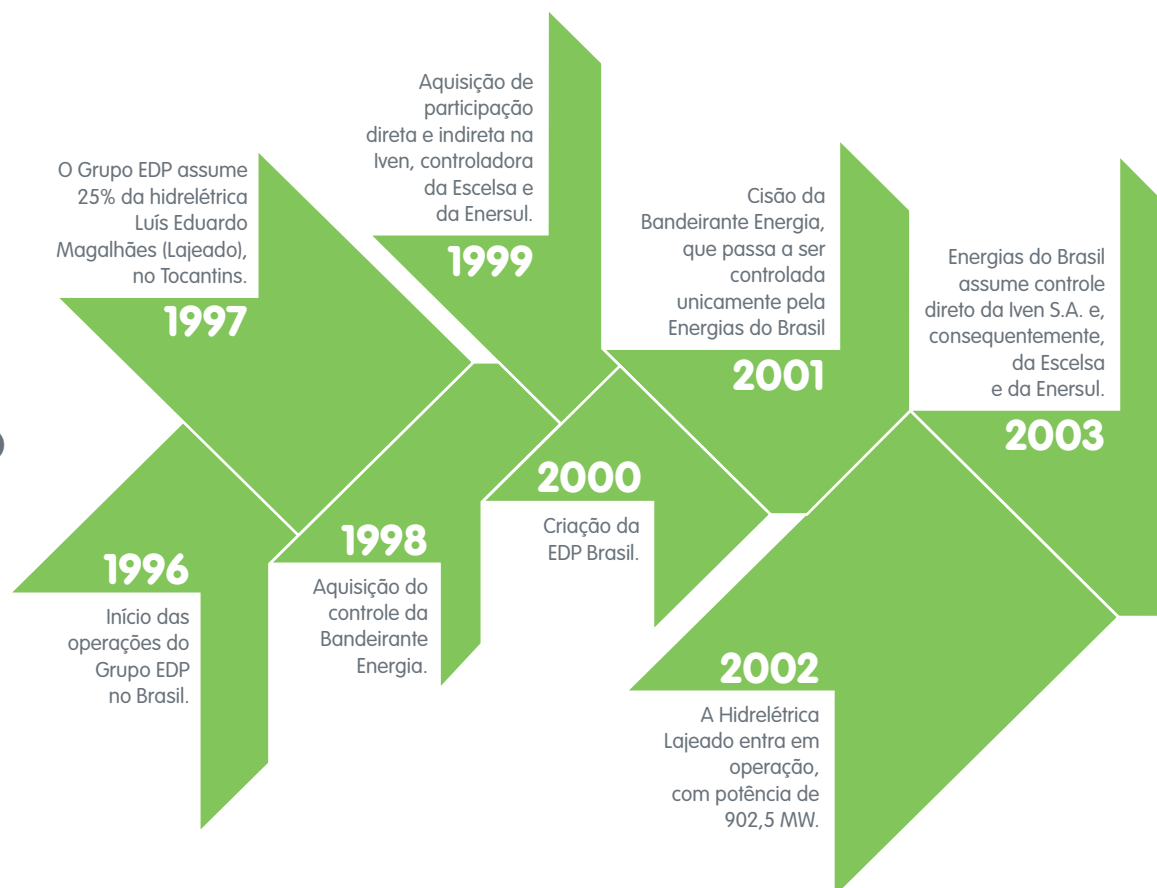 Aquisição de
participação
direta e indireta na
Iven, controladora
da Escelsa e
da Enersul.
1999
O Grupo EDP assume
25% da hidrelétrica
Luís Eduardo
Magalhães (Lajeado),
no Tocantins.
1997
Cisão da
Bandeirante Energia,
que passa a ser
controlada
unicamente pela
Energias do Brasil
2001
Energias do Brasil
assume controle
direto da Iven S.A. e,
consequentemente,
da Escelsa
e da Enersul.
2003
1996
Início das
operações do
Grupo EDP
no Brasil.
1998
Aquisição do
controle da
Bandeirante
Energia.
2000
Criação da
EDP Brasil.
2002
A Hidrelétrica
Lajeado entra em
operação,
com potência de
902,5 MW.